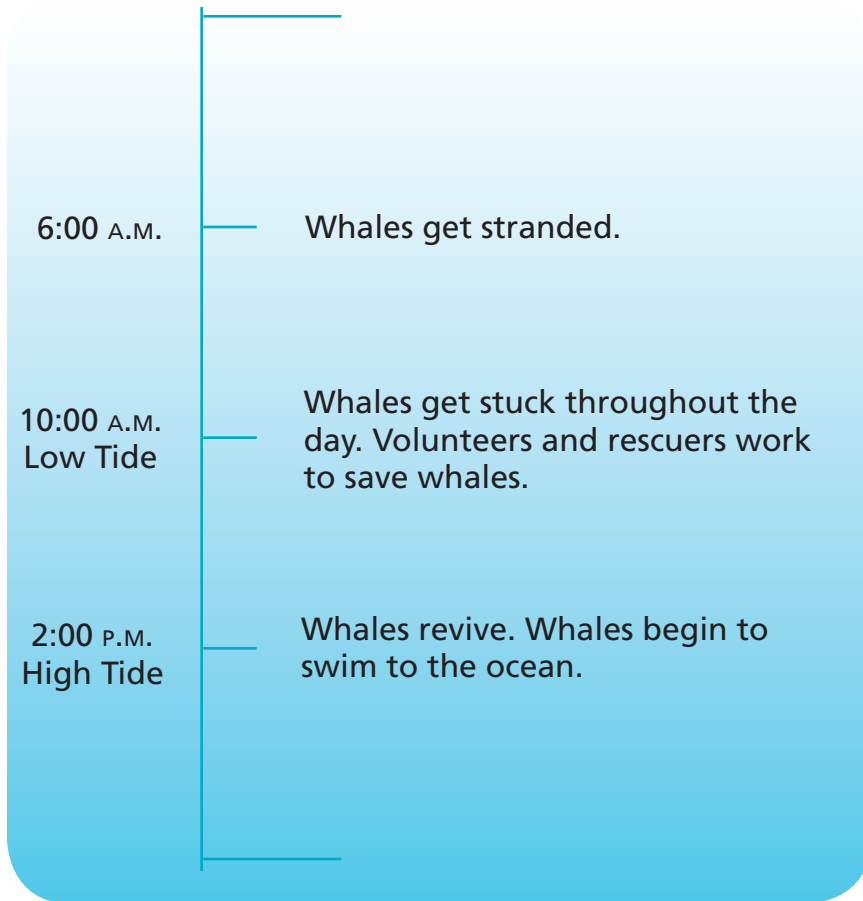 6:00 A.M.
Whales get stranded.
10:00 A.M.
Low Tide
Whales get stuck throughout the
day. Volunteers and rescuers work
to save whales.
2:00 P.M.
High Tide
Whales revive. Whales begin to
swim to the ocean.